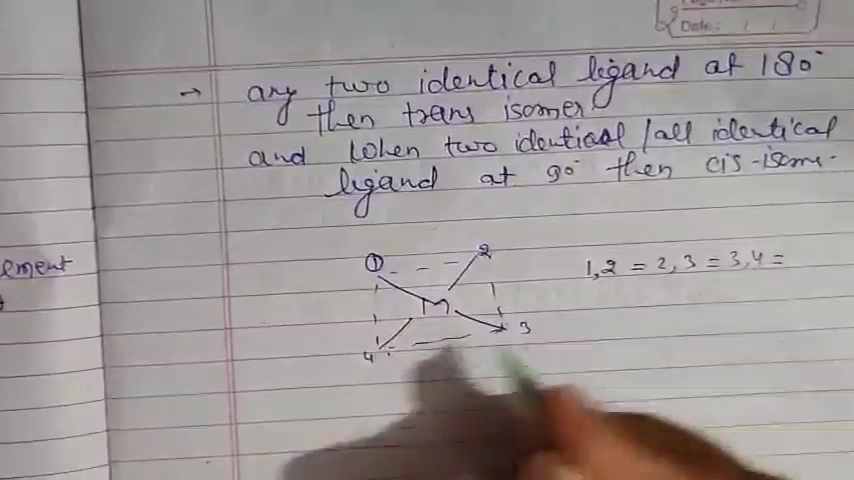 Date: / /
→ any two identical ligand at 180°
then trans isomer
and when two identical / all identical
ligand at 90° then cis-isome.
ement
① 2
1,2 = 2,3 = 3,4 =
M
3
4